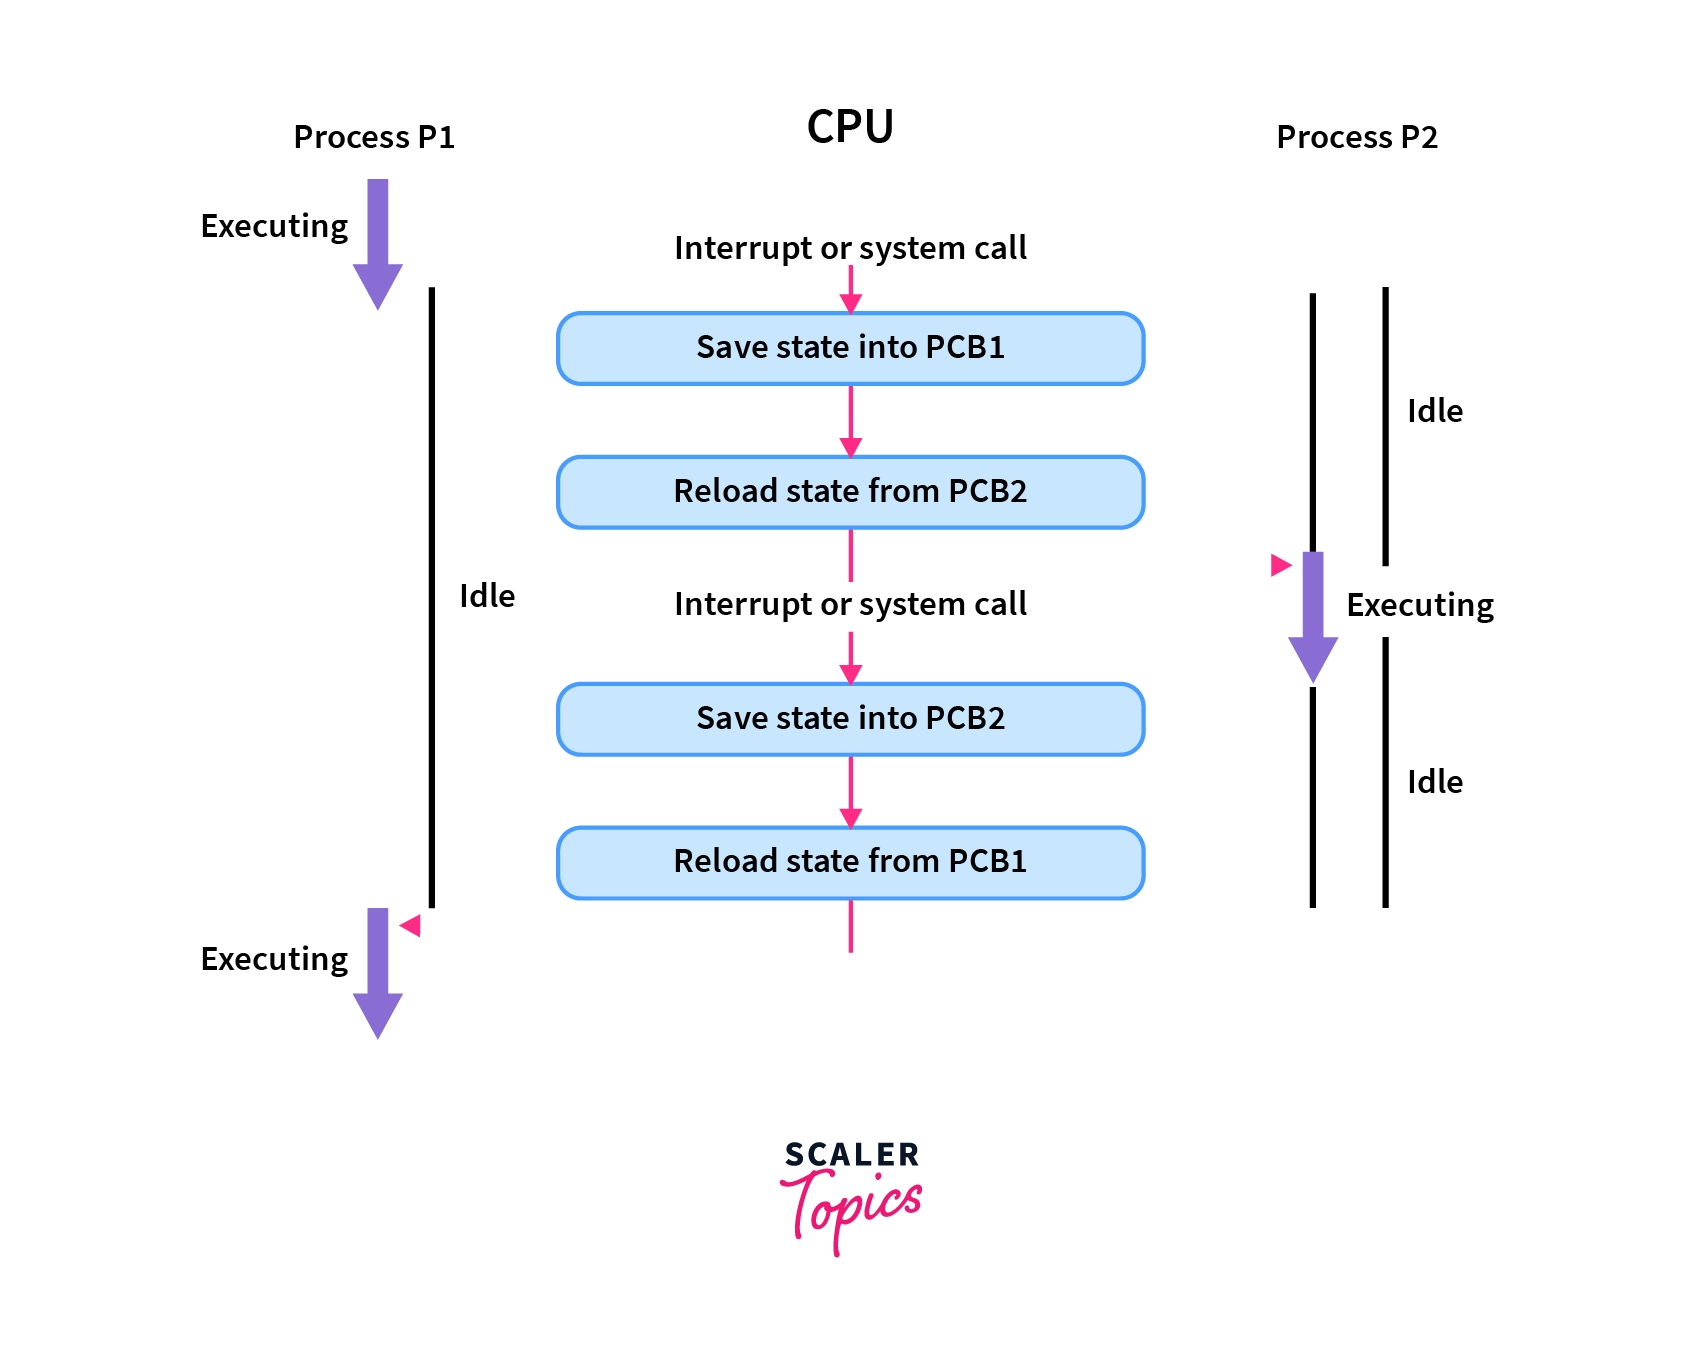 CPU
Process P1
Process P2
Executing
Interrupt or system call
Save state into PCB1
Idle
Reload state from PCB2
Idle
Interrupt or system call
Executing
Save state into PCB2
Idle
Reload state from PCB1
Executing
SCALER
Topics